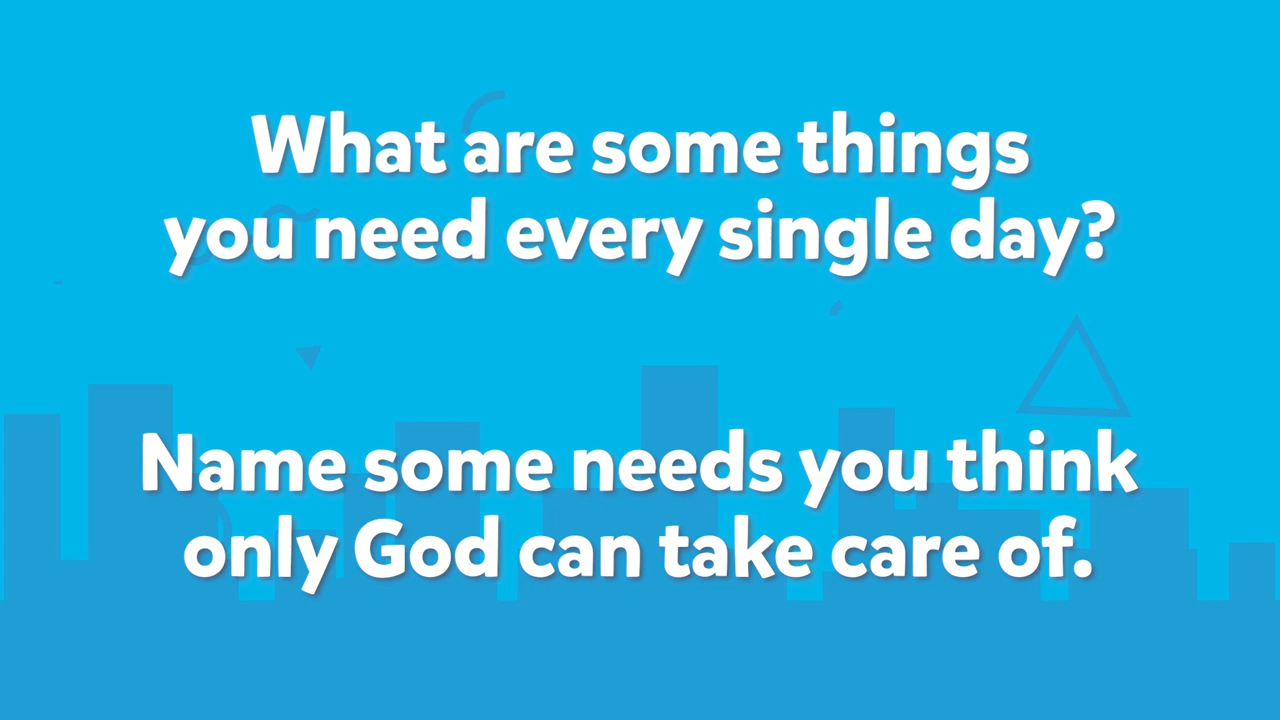 What are some things
you need every single day?
Name some needs you think
only God can take care of.